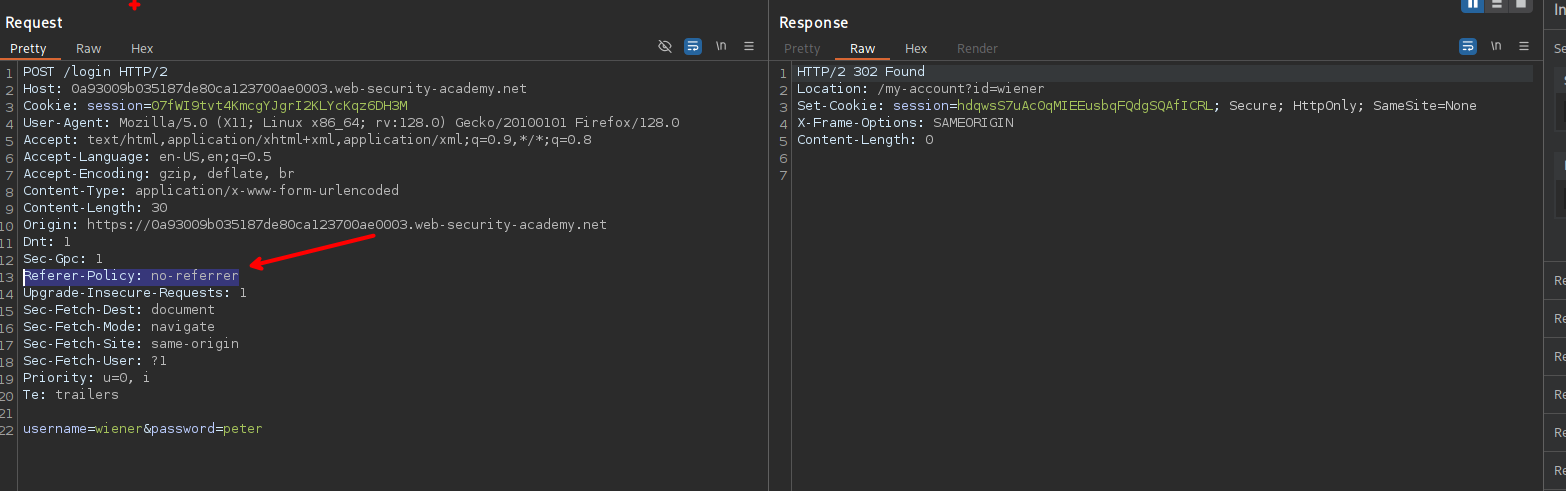 Request
Pretty Raw Hex
\n
1 POST /login HTTP/2
2 Host: 0a93009b035187de80ca123700ae0003.web-security-academy.net
3 Cookie: session=07fWI9tvt4KmcgYJgrI2KLYcKqz6DH3M
4 User-Agent: Mozilla/5.0 (X11; Linux x86_64; rv:128.0) Gecko/20100101 Firefox/128.0
5 Accept: text/html,application/xhtml+xml,application/xml;q=0.9,*/*;q=0.8
6 Accept-Language: en-US,en;q=0.5
7 Accept-Encoding: gzip, deflate, br
8 Content-Type: application/x-www-form-urlencoded
9 Content-Length: 30
10 Origin: https://0a93009b035187de80ca123700ae0003.web-security-academy.net
11 Dnt: 1
12 Sec-Gpc: 1
13 Referer-Policy: no-referrer
14 Upgrade-Insecure-Requests: 1
15 Sec-Fetch-Dest: document
16 Sec-Fetch-Mode: navigate
17 Sec-Fetch-Site: same-origin
18 Sec-Fetch-User: ?1
19 Priority: u=0, i
20 Te: trailers
21
22 username=wiener&password=peter
Response
Pretty Raw Hex Render
\n
1 HTTP/2 302 Found
2 Location: /my-account?id=wiener
3 Set-Cookie: session=hdqwsS7uAcOqMIEEusbqFQdgSQAfICRL; Secure; HttpOnly; SameSite=None
4 X-Frame-Options: SAMEORIGIN
5 Content-Length: 0
6
7